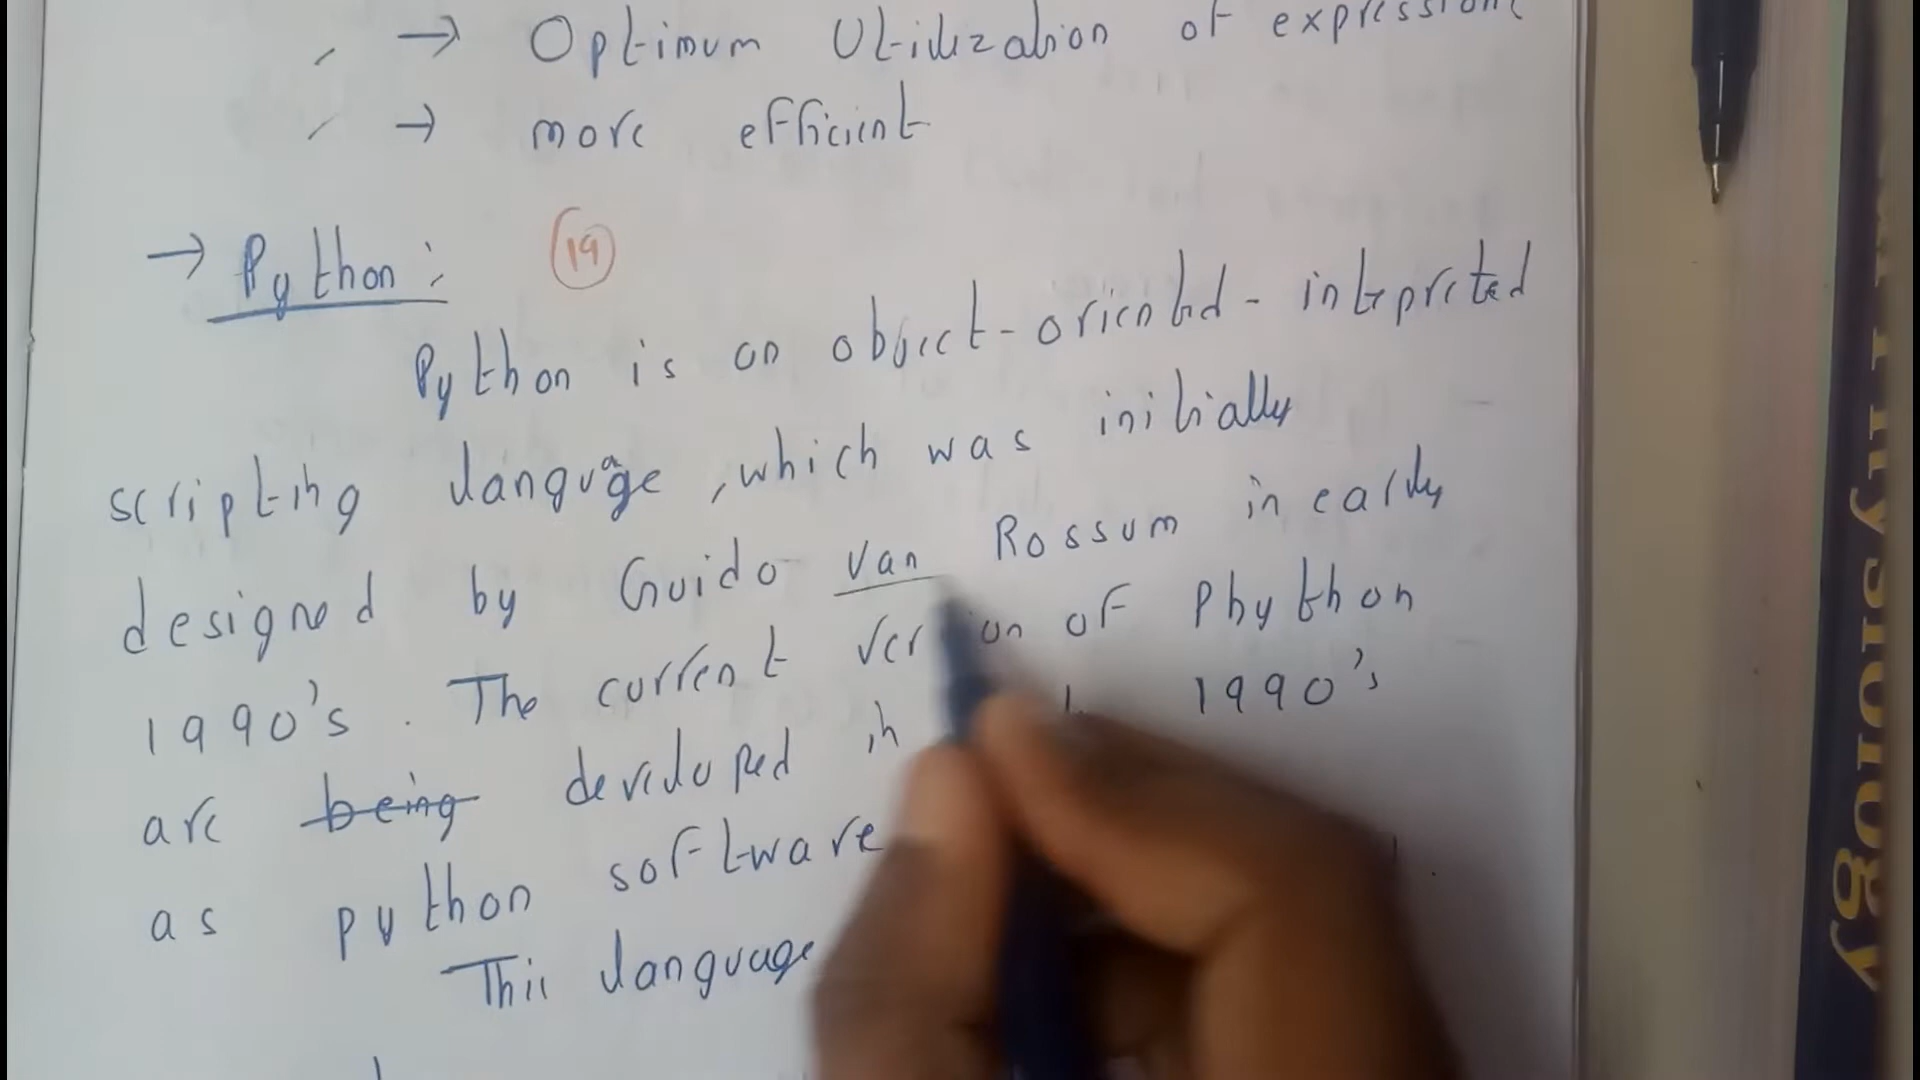 → Optimum Utilization of expressions
→ more efficient
→ Python : 19
Python is an object-oriented - interpreted
scripting language , which was initially
designed by Guido van Rossum in early
1990's . The current version of Phython
are being developed in 1990's
as python software
This language